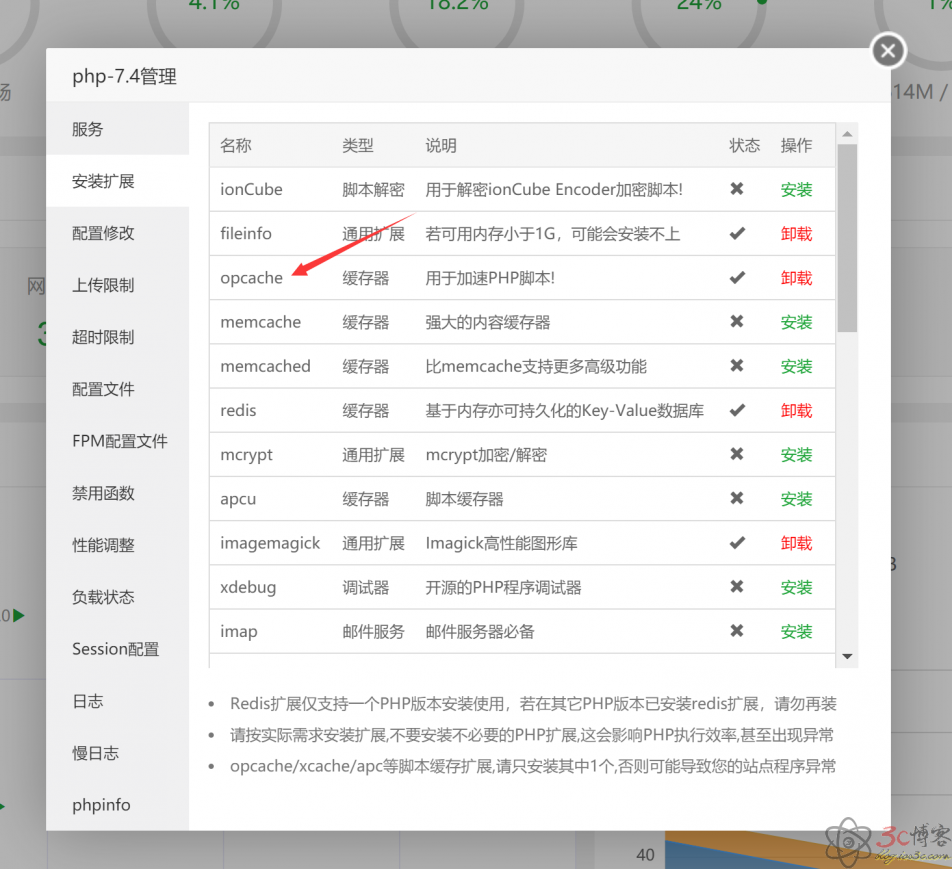 4.1%
18.2%
24%
1%
php-7.4管理
服务
安装扩展
配置修改
上传限制
超时限制
配置文件
FPM配置文件
禁用函数
性能调整
负载状态
Session配置
日志
慢日志
phpinfo
名称 类型 说明 状态 操作
ionCube 脚本解密 用于解密ionCube Encoder加密脚本! 安装
fileinfo 通用扩展 若可用内存小于1G，可能会安装不上 卸载
opcache 缓存器 用于加速PHP脚本! 卸载
memcache 缓存器 强大的内容缓存器 安装
memcached 缓存器 比memcache支持更多高级功能 安装
redis 缓存器 基于内存亦可持久化的Key-Value数据库 卸载
mcrypt 通用扩展 mcrypt加密/解密 安装
apcu 缓存器 脚本缓存器 安装
imagemagick 通用扩展 Imagick高性能图形库 卸载
xdebug 调试器 开源的PHP程序调试器 安装
imap 邮件服务 邮件服务器必备 安装
• Redis扩展仅支持一个PHP版本安装使用，若在其它PHP版本已安装redis扩展，请勿再装
• 请按实际需求安装扩展,不要安装不必要的PHP扩展,这会影响PHP执行效率,甚至出现异常
• opcache/xcache/apc等脚本缓存扩展,请只安装其中1个,否则可能导致您的站点程序异常
14M /
网
3
40
3c博客